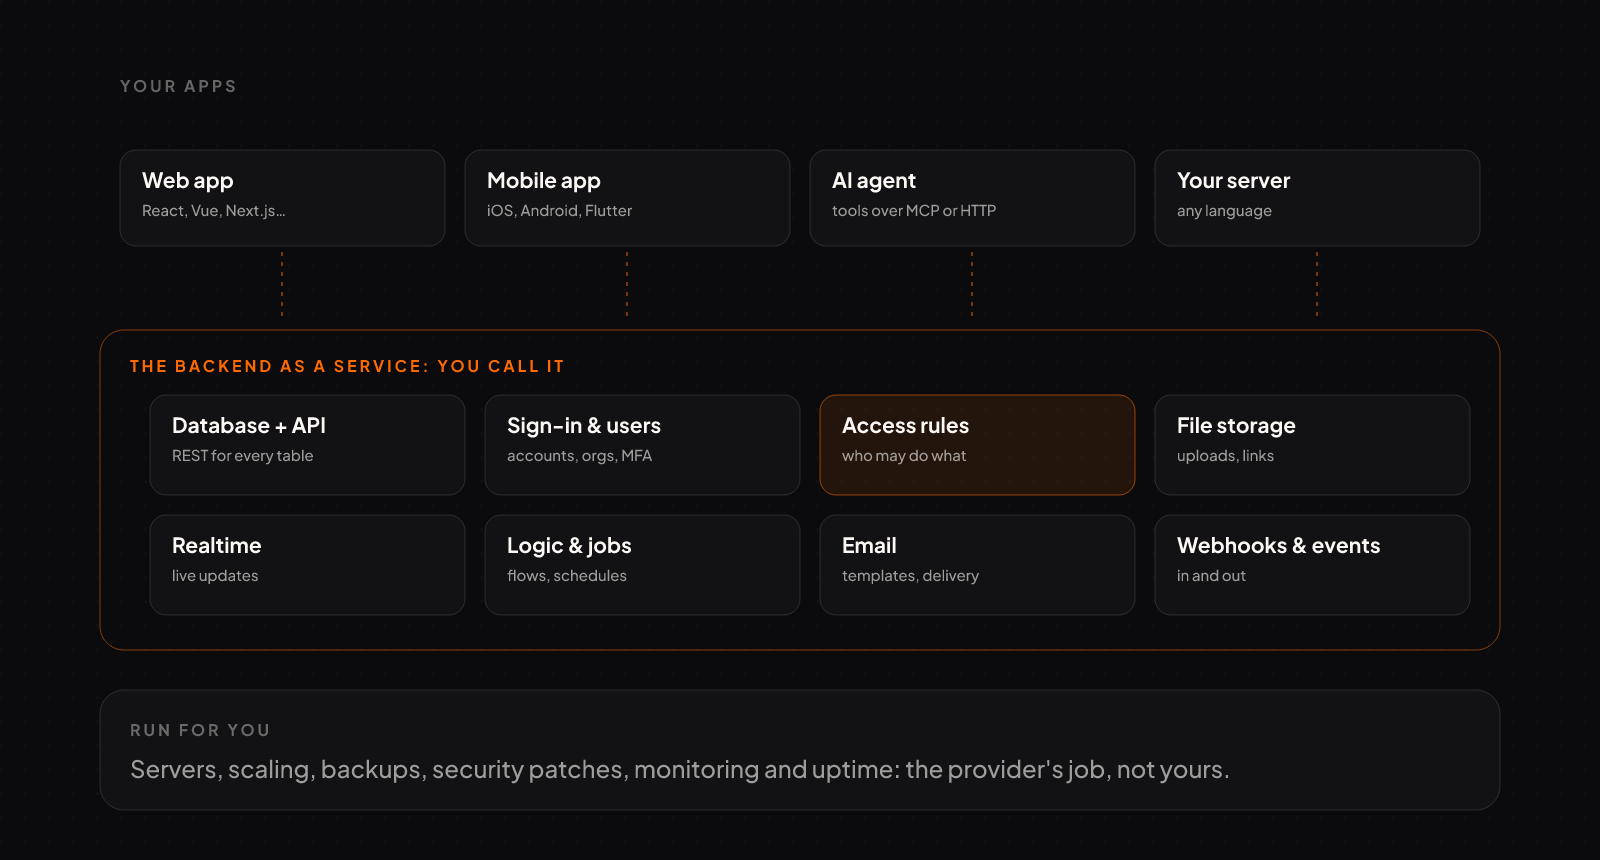 YOUR APPS
Web app
React, Vue, Next.js…
Mobile app
iOS, Android, Flutter
AI agent
tools over MCP or HTTP
Your server
any language
THE BACKEND AS A SERVICE: YOU CALL IT
Database + API
REST for every table
Sign-in & users
accounts, orgs, MFA
Access rules
who may do what
File storage
uploads, links
Realtime
live updates
Logic & jobs
flows, schedules
Email
templates, delivery
Webhooks & events
in and out
RUN FOR YOU
Servers, scaling, backups, security patches, monitoring and uptime: the provider's job, not yours.